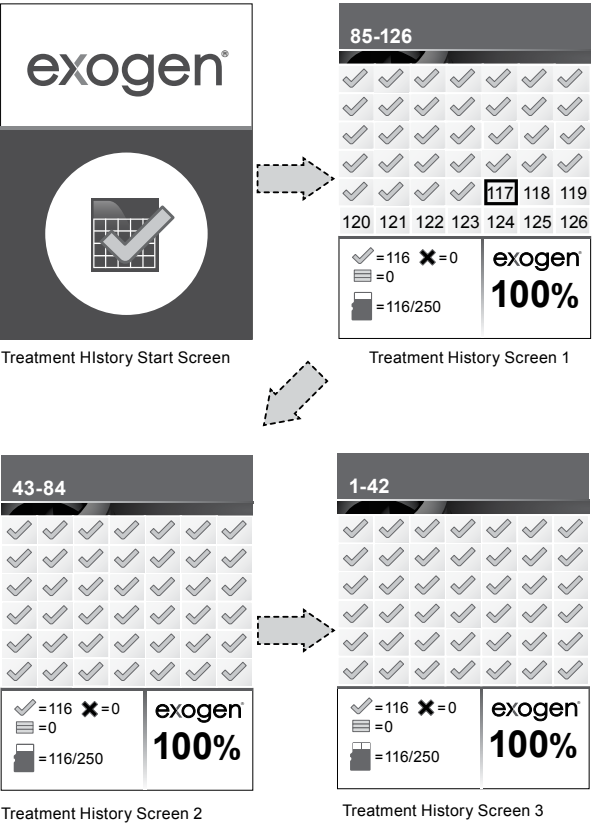 exogen®
Treatment HIstory Start Screen
85-126
117 118 119
120 121 122 123 124 125 126
=116 =0
=0
=116/250
exogen
100%
Treatment History Screen 1
43-84
=116 =0
=0
=116/250
exogen
100%
Treatment History Screen 2
1-42
=116 =0
=0
=116/250
exogen
100%
Treatment History Screen 3